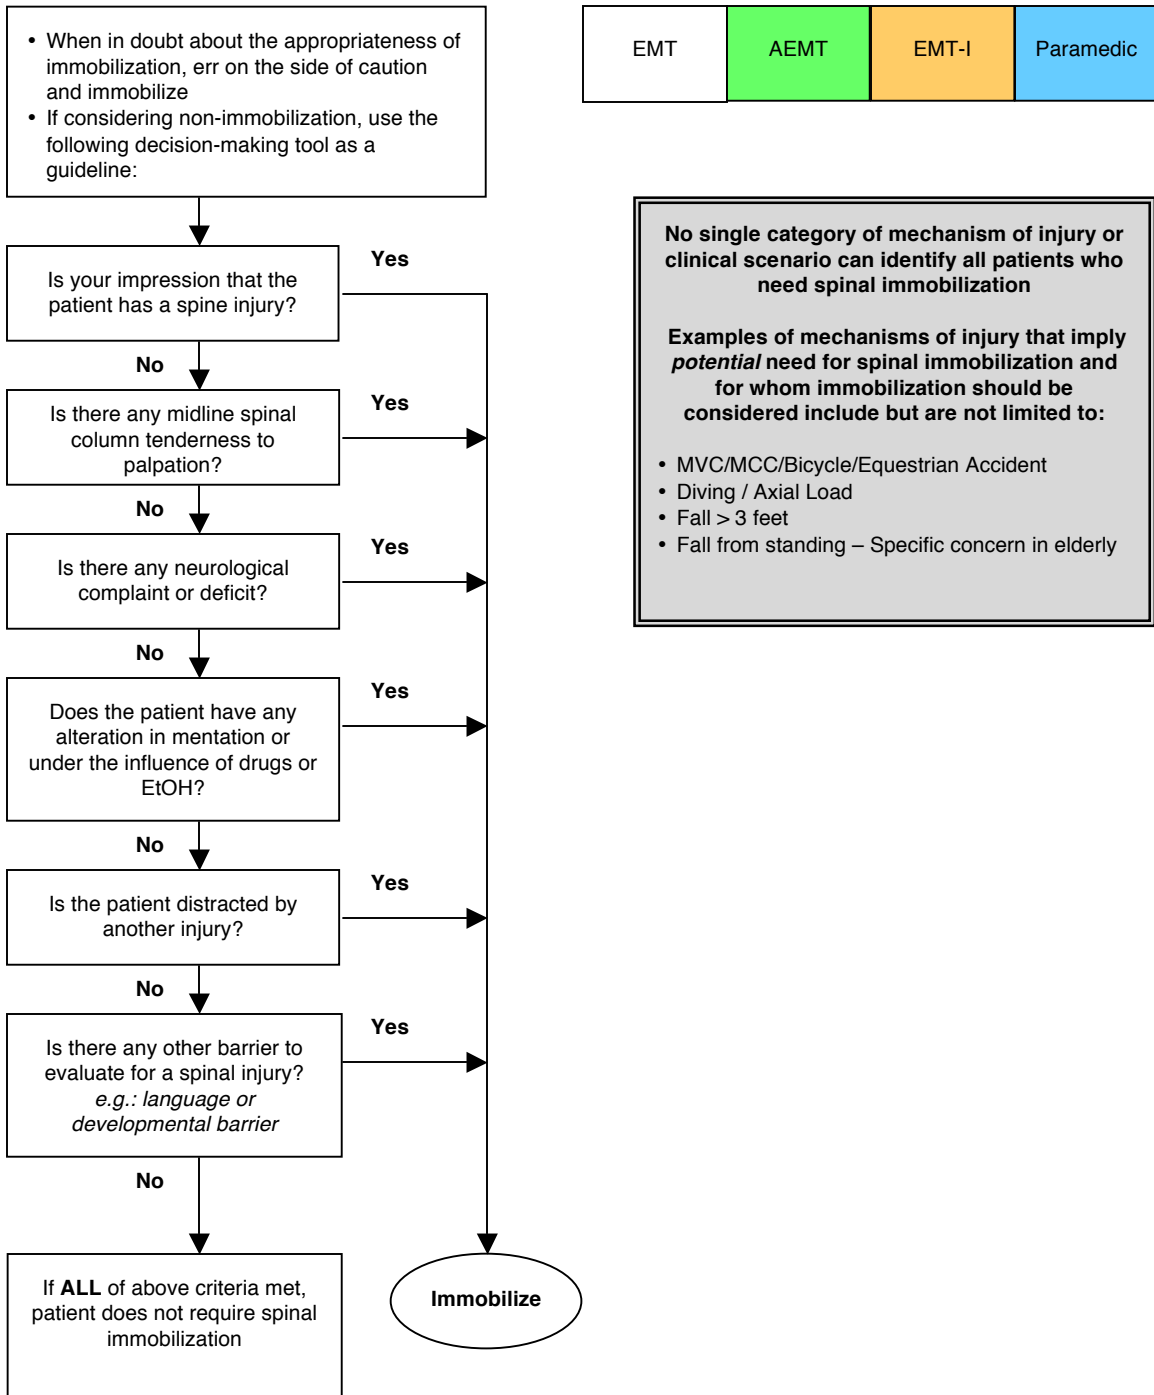 • When in doubt about the appropriateness of
immobilization, err on the side of caution
and immobilize
• If considering non-immobilization, use the
following decision-making tool as a
guideline:
EMT
AEMT
EMT-I
Paramedic
No single category of mechanism of injury or
clinical scenario can identify all patients who
need spinal immobilization
Examples of mechanisms of injury that imply
potential need for spinal immobilization and
for whom immobilization should be
considered include but are not limited to:
• MVC/MCC/Bicycle/Equestrian Accident
• Diving / Axial Load
• Fall > 3 feet
• Fall from standing – Specific concern in elderly
Is your impression that the
patient has a spine injury?
Yes
No
Is there any midline spinal
column tenderness to
palpation?
Yes
No
Is there any neurological
complaint or deficit?
Yes
No
Does the patient have any
alteration in mentation or
under the influence of drugs or
EtOH?
Yes
No
Is the patient distracted by
another injury?
Yes
No
Is there any other barrier to
evaluate for a spinal injury?
e.g.: language or
developmental barrier
Yes
No
If ALL of above criteria met,
patient does not require spinal
immobilization
Immobilize